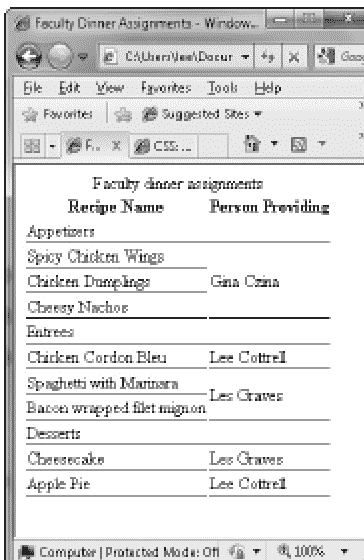 Faculty Dinner Assignments - Window...
C:\Users\lee\Docur
Goo
File Edit View Favorites Tools Help
Favorites Suggested Sites
F... X CSS:...
Faculty dinner assignments
Recipe Name Person Providing
Appetizers
Spicy Chicken Wings
Chicken Dumplings Gina Czina
Cheesy Nachos
Entrees
Chicken Cordon Bleu Lee Cottrell
Spaghetti with Marinara
Les Graves
Bacon wrapped filet mignon
Desserts
Cheesecake Les Graves
Apple Pie Lee Cottrell
Computer | Protected Mode: Off 100%